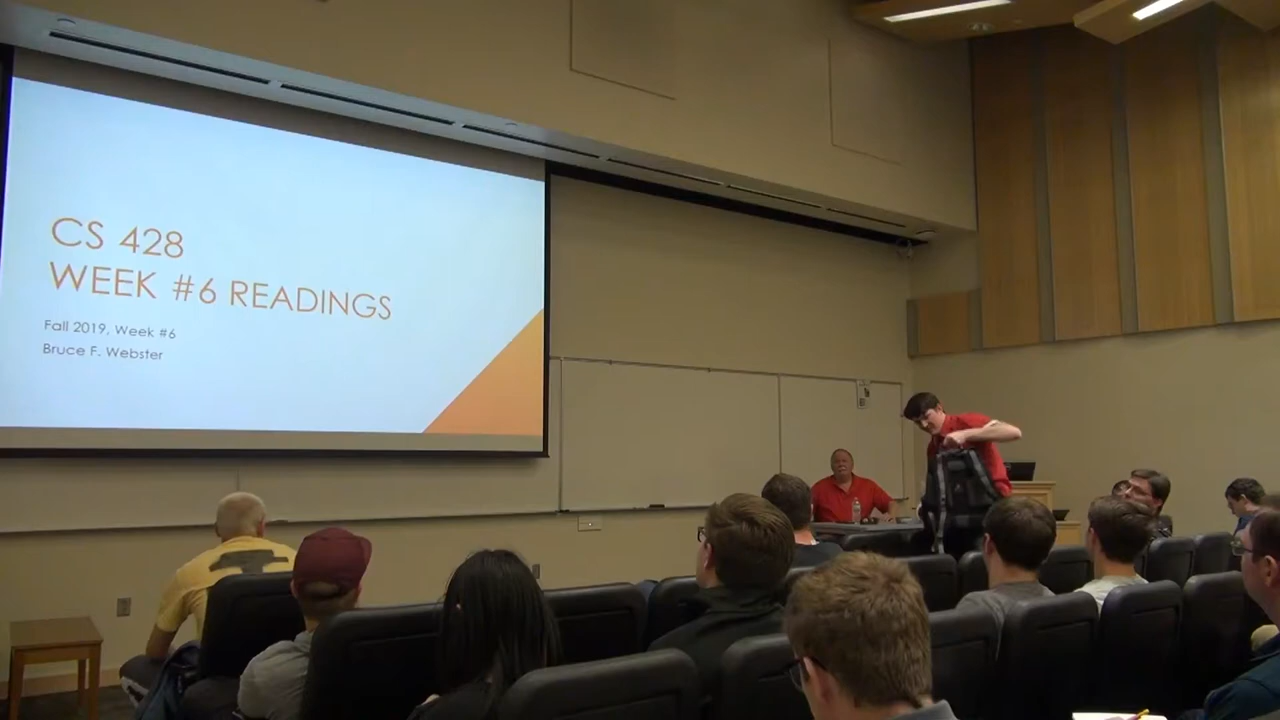 CS 428
WEEK #6 READINGS
Fall 2019, Week #6
Bruce F. Webster